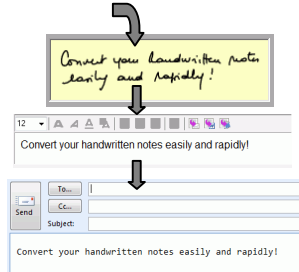 Convert your handwritten notes
easily and rapidly!
12
Convert your handwritten notes easily and rapidly!
Send
To...
Cc...
Subject:
Convert your handwritten notes easily and rapidly!